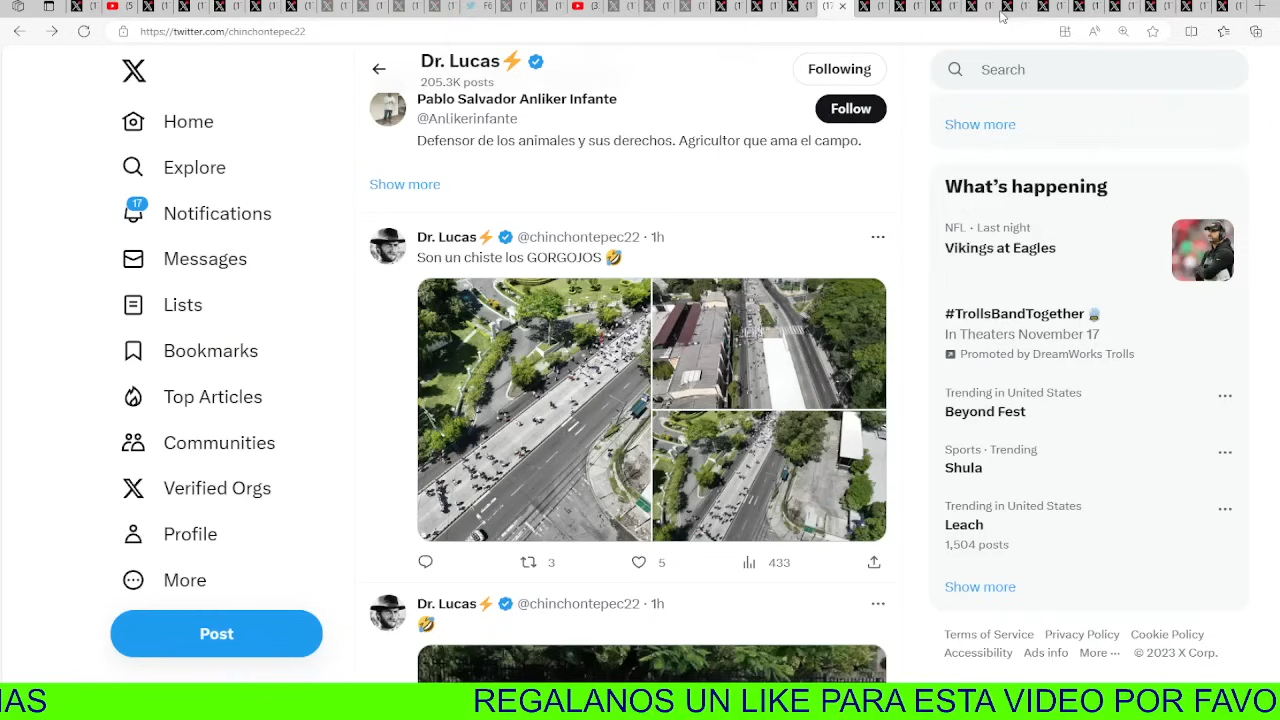 https://twitter.com/chinchontepec22
Home
Explore
17
Notifications
Messages
Lists
Bookmarks
Top Articles
Communities
Verified Orgs
Profile
More
Post
Dr. Lucas⚡
205.3K posts
Following
Pablo Salvador Anliker Infante
@Anlikerinfante
Follow
Defensor de los animales y sus derechos. Agricultor que ama el campo.
Show more
Dr. Lucas⚡ @chinchontepec22 · 1h
Son un chiste los GORGOJOS 🤣
3 5 433
Dr. Lucas⚡ @chinchontepec22 · 1h
🤣
Search
Show more
What's happening
NFL · Last night
Vikings at Eagles
#TrollsBandTogether
In Theaters November 17
Promoted by DreamWorks Trolls
Trending in United States
Beyond Fest
Sports · Trending
Shula
Trending in United States
Leach
1,504 posts
Show more
Terms of Service Privacy Policy Cookie Policy
Accessibility Ads info More ··· © 2023 X Corp.
IAS REGALANOS UN LIKE PARA ESTA VIDEO POR FAVO